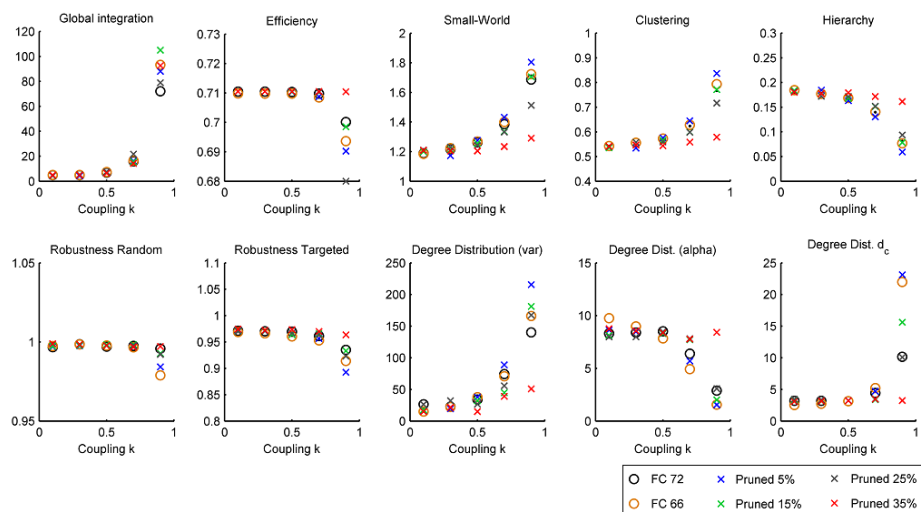 Global integration
120
100
80
60
40
20
0
0 0.5 1
Coupling k
Efficiency
0.73
0.72
0.71
0.7
0.69
0.68
0 0.5 1
Coupling k
Small-World
2
1.8
1.6
1.4
1.2
1
0 0.5 1
Coupling k
Clustering
1
0.9
0.8
0.7
0.6
0.5
0.4
0 0.5 1
Coupling k
Hierarchy
0.3
0.25
0.2
0.15
0.1
0.05
0
0 0.5 1
Coupling k
Robustness Random
1.05
1
0.95
0 0.5 1
Coupling k
Robustness Targeted
1.1
1.05
1
0.95
0.9
0.85
0.8
0 0.5 1
Coupling k
Degree Distribution (var)
300
250
200
150
100
50
0
0 0.5 1
Coupling k
Degree Dist. (alpha)
15
10
5
0
0 0.5 1
Coupling k
Degree Dist. d_c
25
20
15
10
5
0
0 0.5 1
Coupling k
FC 72 Pruned 5% Pruned 25%
FC 66 Pruned 15% Pruned 35%